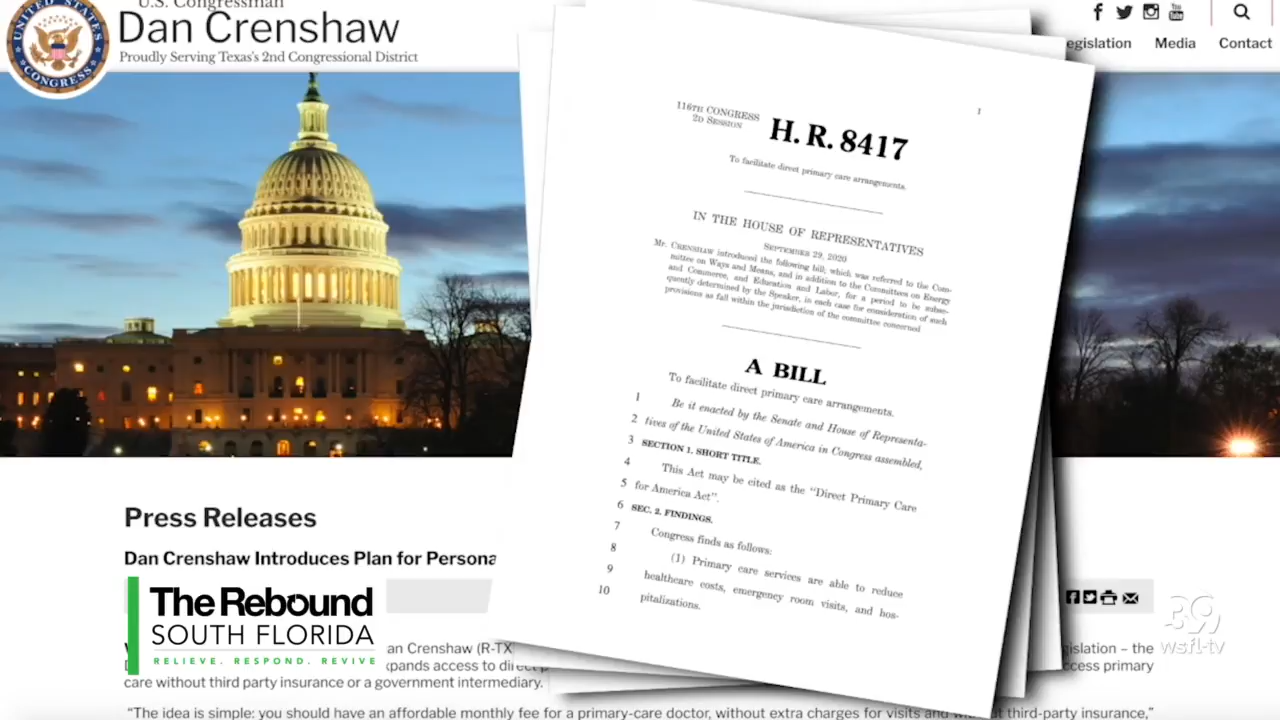 U.S. Congressman
Dan Crenshaw
Proudly Serving Texas's 2nd Congressional District
UNITED STATES
CONGRESS
egislation Media Contact
1
116TH CONGRESS
2D SESSION
H. R. 8417
To facilitate direct primary care arrangements.
IN THE HOUSE OF REPRESENTATIVES
SEPTEMBER 29, 2020
Mr. CRENSHAW introduced the following bill; which was referred to the Com-
mittee on Ways and Means, and in addition to the Committees on Energy
and Commerce, and Education and Labor, for a period to be subse-
quently determined by the Speaker, in each case for consideration of such
provisions as fall within the jurisdiction of the committee concerned
A BILL
To facilitate direct primary care arrangements.
1 Be it enacted by the Senate and House of Representa-
2 tives of the United States of America in Congress assembled,
3 SECTION 1. SHORT TITLE.
4 This Act may be cited as the "Direct Primary Care
5 for America Act".
6 SEC. 2. FINDINGS.
7 Congress finds as follows:
8 (1) Primary care services are able to reduce
9 healthcare costs, emergency room visits, and hos-
10 pitalizations.
Press Releases
Dan Crenshaw Introduces Plan for Persona
The Rebound
SOUTH FLORIDA
RELIEVE. RESPOND. REVIVE
39
wsfl-tv
an Crenshaw (R-TX gislation – the
xpands access to direct p ccess primary
care without third party insurance or a government intermediary.
"The idea is simple: you should have an affordable monthly fee for a primary-care doctor, without extra charges for visits and t third-party insurance,"